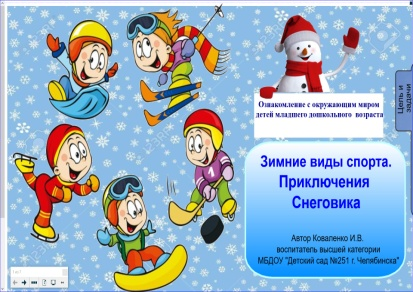 Ознакомление с окружающим миром
детей младшего дошкольного возраста
Цель и
задачи
Зимние виды спорта.
Приключения
Снеговика
Автор Коваленко И.В.
воспитатель высшей категории
МБДОУ "Детский сад №251 г. Челябинска"